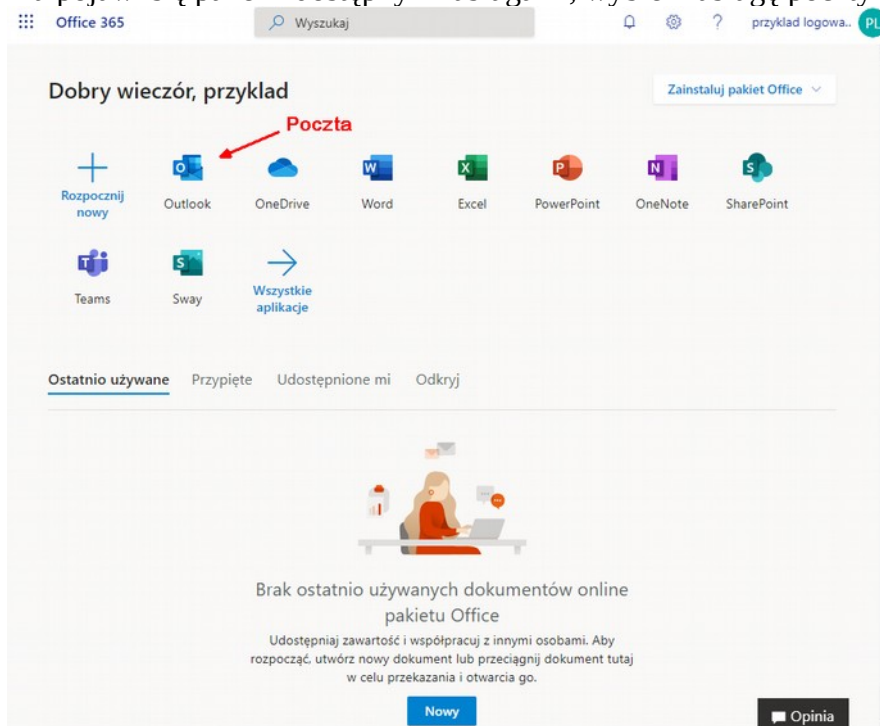 Office 365
Wyszukaj
?
przyklad logowa..
PL
Dobry wieczór, przyklad
Zainstaluj pakiet Office
Poczta
Rozpocznij
nowy
Outlook
OneDrive
Word
Excel
PowerPoint
OneNote
SharePoint
Teams
Sway
Wszystkie
aplikacje
Ostatnio używane Przypięte Udostępnione mi Odkryj
Brak ostatnio używanych dokumentów online
pakietu Office
Udostępniaj zawartość i współpracuj z innymi osobami. Aby
rozpocząć, utwórz nowy dokument lub przeciągnij dokument tutaj
w celu przekazania i otwarcia go.
Nowy
Opinia